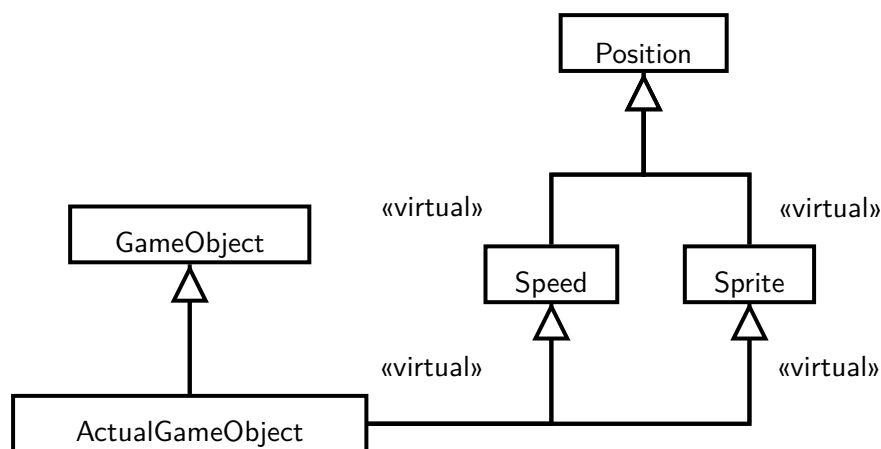 Position
«virtual»
«virtual»
GameObject
Speed
Sprite
«virtual»
«virtual»
ActualGameObject